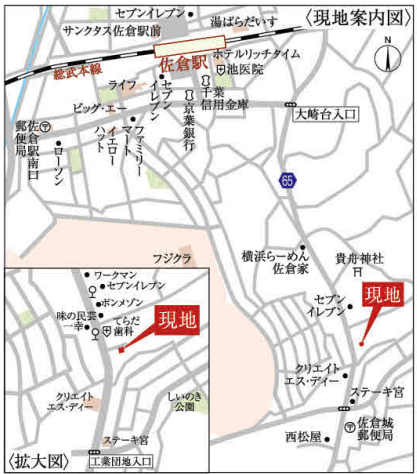 〈現地案内図〉
セブンイレブン
サンクタス佐倉駅前
湯ぱらだいす
佐倉駅
総武本線
ホテルリッチタイム
池医院
N
ライフ
セブン
イレブン
千葉
信用金庫
京葉銀行
ビッグ・エー
ファミリー
マート
イエロー
ハット
大崎台入口
佐倉駅南口
郵便局
ローソン
65
フジクラ
横浜らーめん
佐倉家
貴舟神社
セブン
イレブン
現地
クリエイト
エス・ディー
ステーキ宮
佐倉城
郵便局
西松屋
ワークマン
セブンイレブン
ボンメゾン
味の民芸
一幸
てらだ
歯科
現地
クリエイト
エス・ディー
しいのき
公園
ステーキ宮
工業団地入口
〈拡大図〉